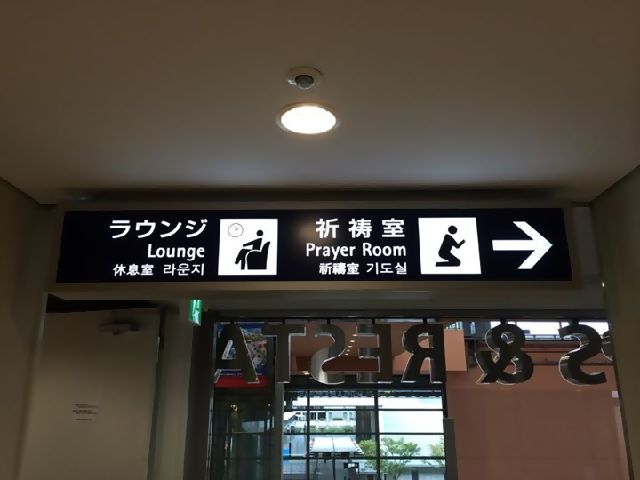 ラウンジ
Lounge
休息室 라운지
祈祷室
Prayer Room
祈禱室 기도실
S & REST A